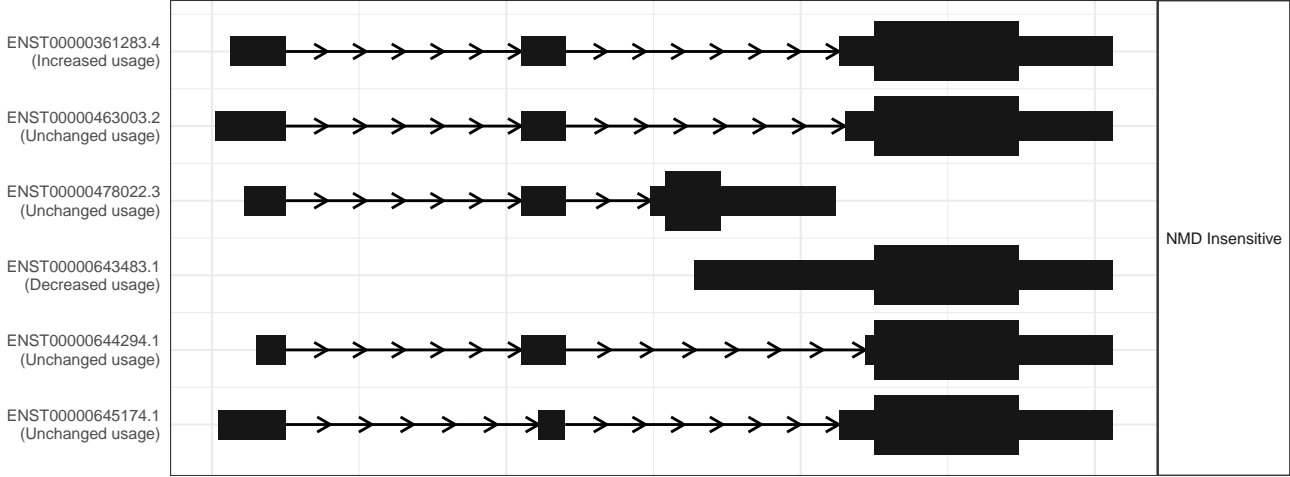 ENST00000361283.4
(Increased usage)
ENST00000463003.2
(Unchanged usage)
ENST00000478022.3
(Unchanged usage)
ENST00000643483.1
(Decreased usage)
ENST00000644294.1
(Unchanged usage)
ENST00000645174.1
(Unchanged usage)
NMD Insensitive